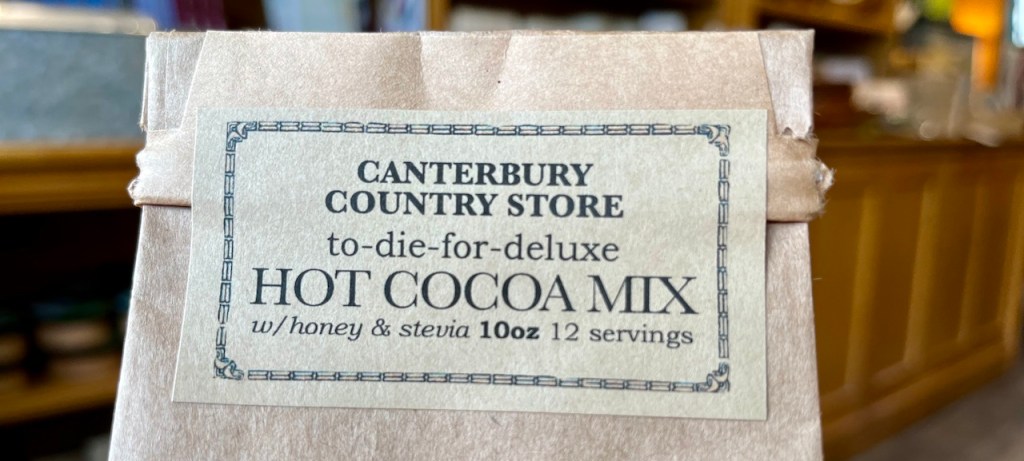 CANTERBURY
COUNTRY STORE
to-die-for-deluxe
HOT COCOA MIX
w/honey & stevia 10oz 12 servings